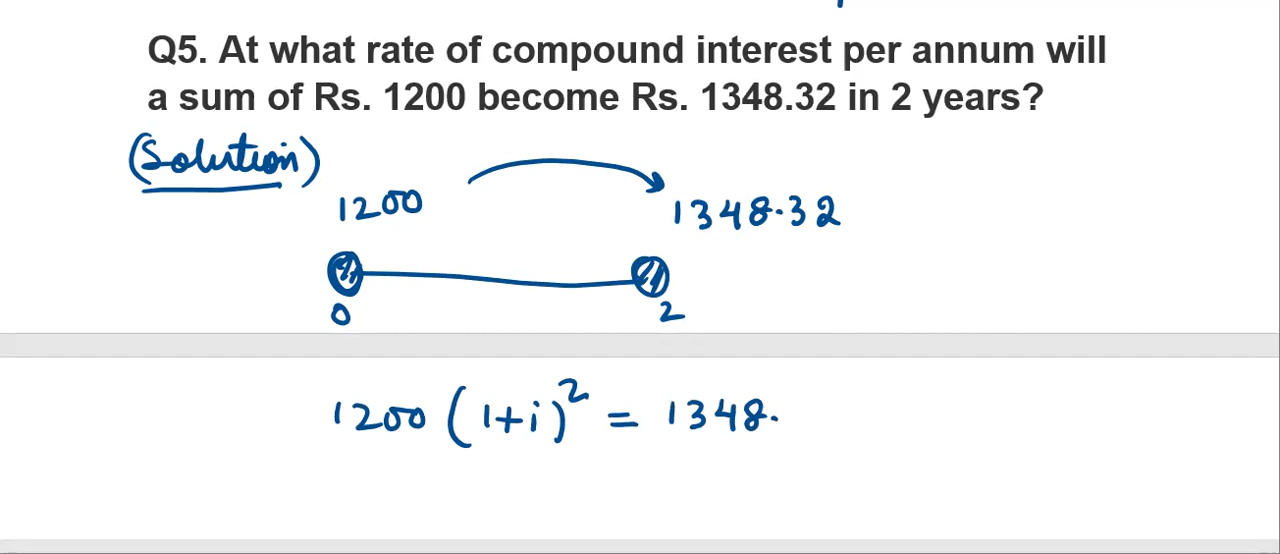 Q5. At what rate of compound interest per annum will
a sum of Rs. 1200 become Rs. 1348.32 in 2 years?
(Solution)
1200 1348.32
0 2
1200 (1+i)² = 1348.